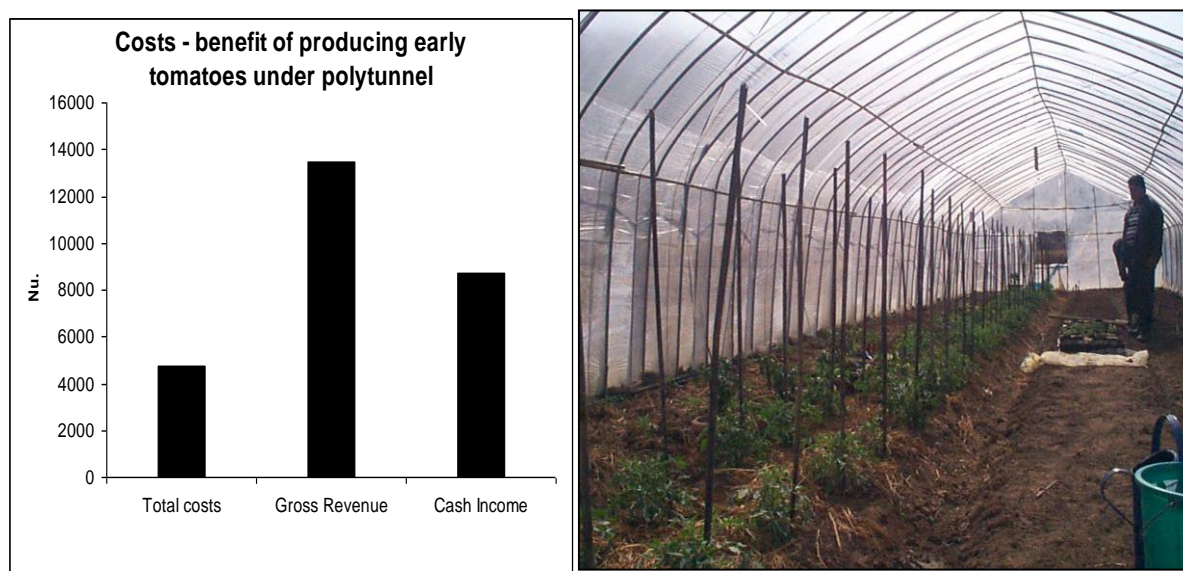 Costs - benefit of producing early
tomatoes under polytunnel
16000
14000
12000
10000
8000
6000
4000
2000
0
Nu.
Total costs
Gross Revenue
Cash Income